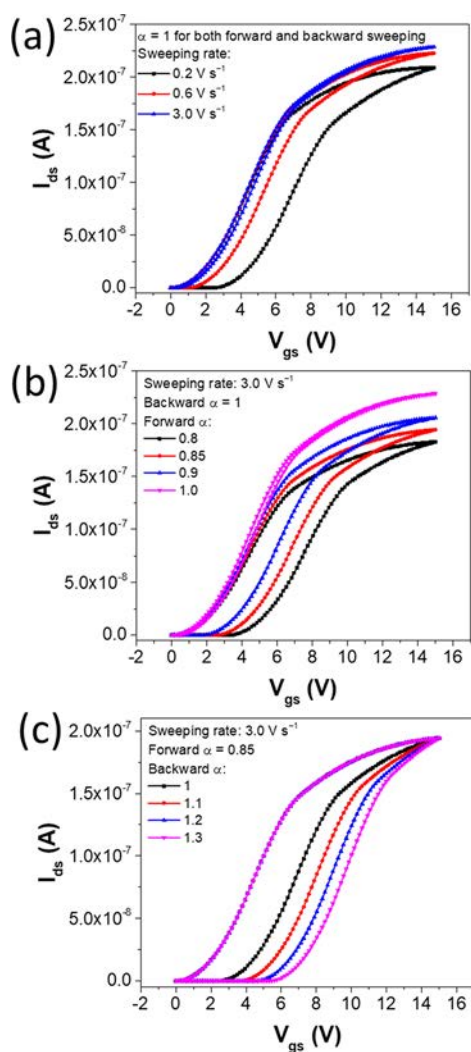 (a)
α = 1 for both forward and backward sweeping
Sweeping rate:
0.2 V s⁻¹
0.6 V s⁻¹
3.0 V s⁻¹
2.5x10⁻⁷
2.0x10⁻⁷
1.5x10⁻⁷
1.0x10⁻⁷
5.0x10⁻⁸
0.0
I_ds (A)
-2 0 2 4 6 8 10 12 14 16
V_gs (V)
(b)
Sweeping rate: 3.0 V s⁻¹
Backward α = 1
Forward α:
0.8
0.85
0.9
1.0
2.5x10⁻⁷
2.0x10⁻⁷
1.5x10⁻⁷
1.0x10⁻⁷
5.0x10⁻⁸
0.0
I_ds (A)
-2 0 2 4 6 8 10 12 14 16
V_gs (V)
(c)
Sweeping rate: 3.0 V s⁻¹
Forward α = 0.85
Backward α:
1
1.1
1.2
1.3
2.0x10⁻⁷
1.5x10⁻⁷
1.0x10⁻⁷
5.0x10⁻⁸
0.0
I_ds (A)
-2 0 2 4 6 8 10 12 14 16
V_gs (V)